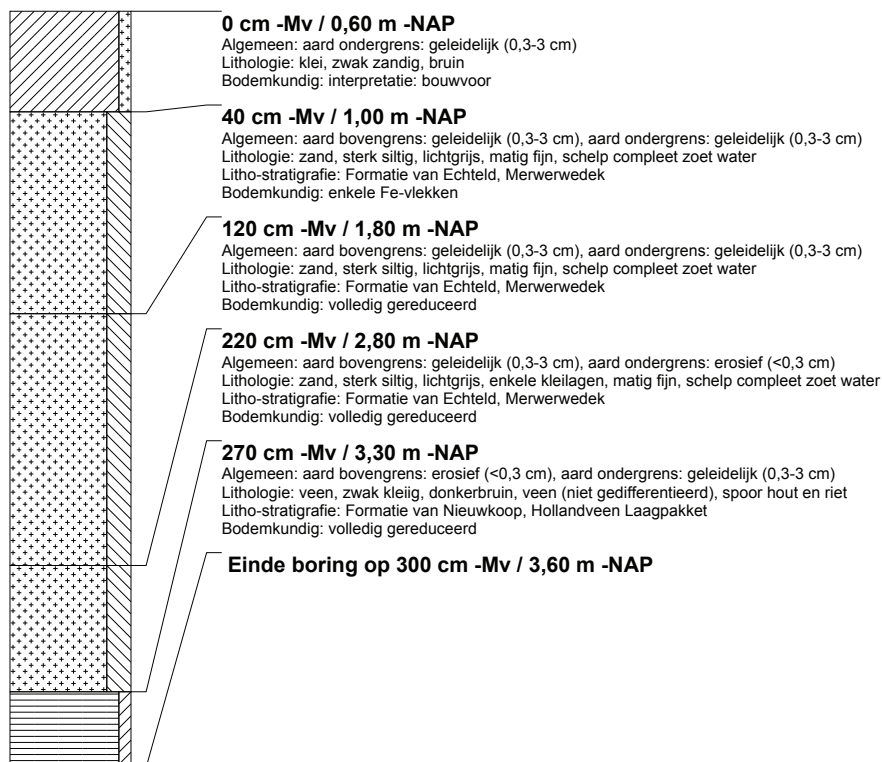 0 cm -Mv / 0,60 m -NAP
Algemeen: aard ondergrens: geleidelijk (0,3-3 cm)
Lithologie: klei, zwak zandig, bruin
Bodemkundig: interpretatie: bouwvoor
40 cm -Mv / 1,00 m -NAP
Algemeen: aard bovengrens: geleidelijk (0,3-3 cm), aard ondergrens: geleidelijk (0,3-3 cm)
Lithologie: zand, sterk siltig, lichtgrijs, matig fijn, schelp compleet zoet water
Litho-stratigrafie: Formatie van Echteld, Merwerwedek
Bodemkundig: enkele Fe-vlekken
120 cm -Mv / 1,80 m -NAP
Algemeen: aard bovengrens: geleidelijk (0,3-3 cm), aard ondergrens: geleidelijk (0,3-3 cm)
Lithologie: zand, sterk siltig, lichtgrijs, matig fijn, schelp compleet zoet water
Litho-stratigrafie: Formatie van Echteld, Merwerwedek
Bodemkundig: volledig gereduceerd
220 cm -Mv / 2,80 m -NAP
Algemeen: aard bovengrens: geleidelijk (0,3-3 cm), aard ondergrens: erosief (<0,3 cm)
Lithologie: zand, sterk siltig, lichtgrijs, enkele kleilagen, matig fijn, schelp compleet zoet water
Litho-stratigrafie: Formatie van Echteld, Merwerwedek
Bodemkundig: volledig gereduceerd
270 cm -Mv / 3,30 m -NAP
Algemeen: aard bovengrens: erosief (<0,3 cm), aard ondergrens: geleidelijk (0,3-3 cm)
Lithologie: veen, zwak kleiig, donkerbruin, veen (niet gedifferentieerd), spoor hout en riet
Litho-stratigrafie: Formatie van Nieuwkoop, Hollandveen Laagpakket
Bodemkundig: volledig gereduceerd
Einde boring op 300 cm -Mv / 3,60 m -NAP